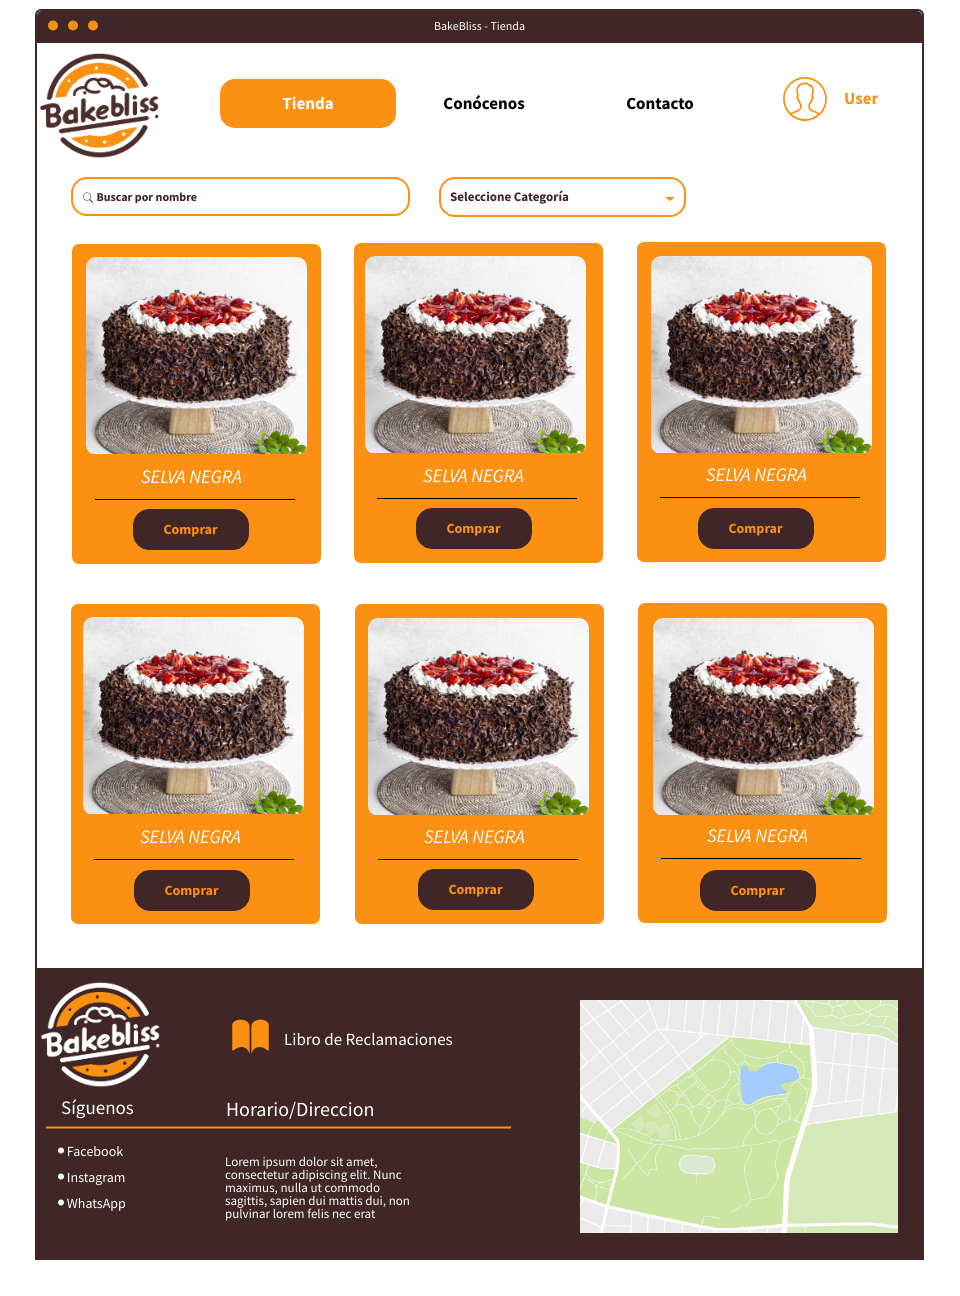 BakeBliss - Tienda
Bakebliss
Tienda
Conócenos
Contacto
User
Buscar por nombre
Seleccione Categoría
SELVA NEGRA
SELVA NEGRA
SELVA NEGRA
Comprar
Comprar
Comprar
SELVA NEGRA
SELVA NEGRA
SELVA NEGRA
Comprar
Comprar
Comprar
Bakebliss
Libro de Reclamaciones
Síguenos
Horario/Direccion
Facebook
Instagram
WhatsApp
Lorem ipsum dolor sit amet,
consectetur adipiscing elit. Nunc
maximus, nulla ut commodo
sagittis, sapien dui mattis dui, non
pulvinar lorem felis nec erat